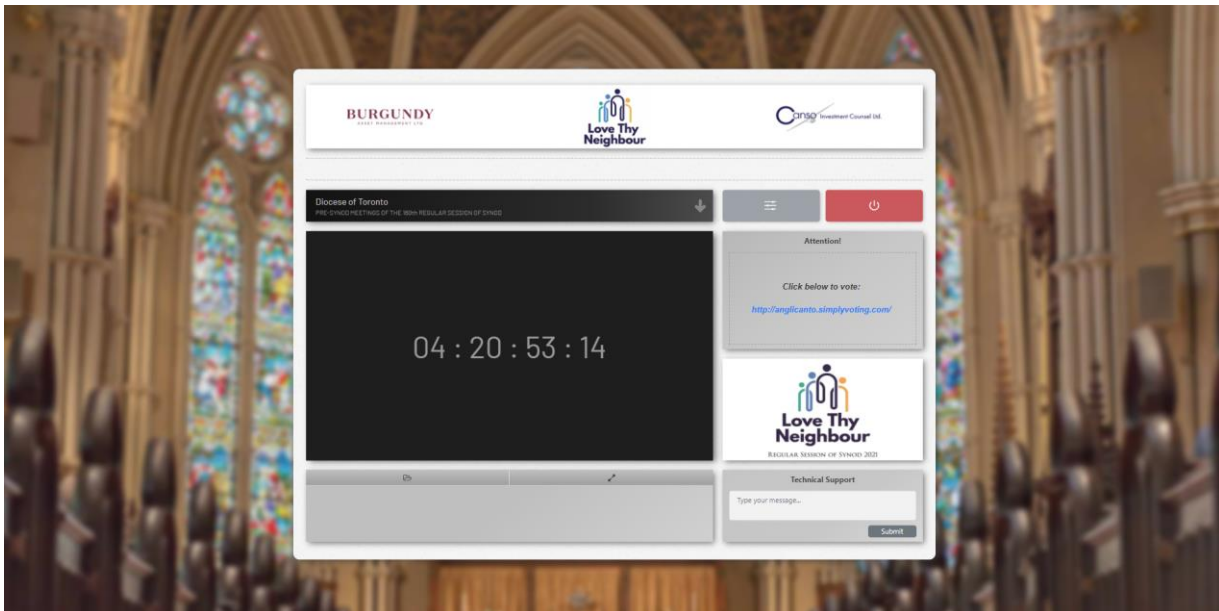 BURGUNDY
ASSET MANAGEMENT LTD.
Love Thy
Neighbour
Canso Investment Counsel Ltd.
Diocese of Toronto
PRE-SYNOD MEETINGS OF THE 160th REGULAR SESSION OF SYNOD
Attention!
Click below to vote:
http://anglicanto.simplyvoting.com/
04 : 20 : 53 : 14
Love Thy
Neighbour
REGULAR SESSION OF SYNOD 2021
Technical Support
Type your message...
Submit